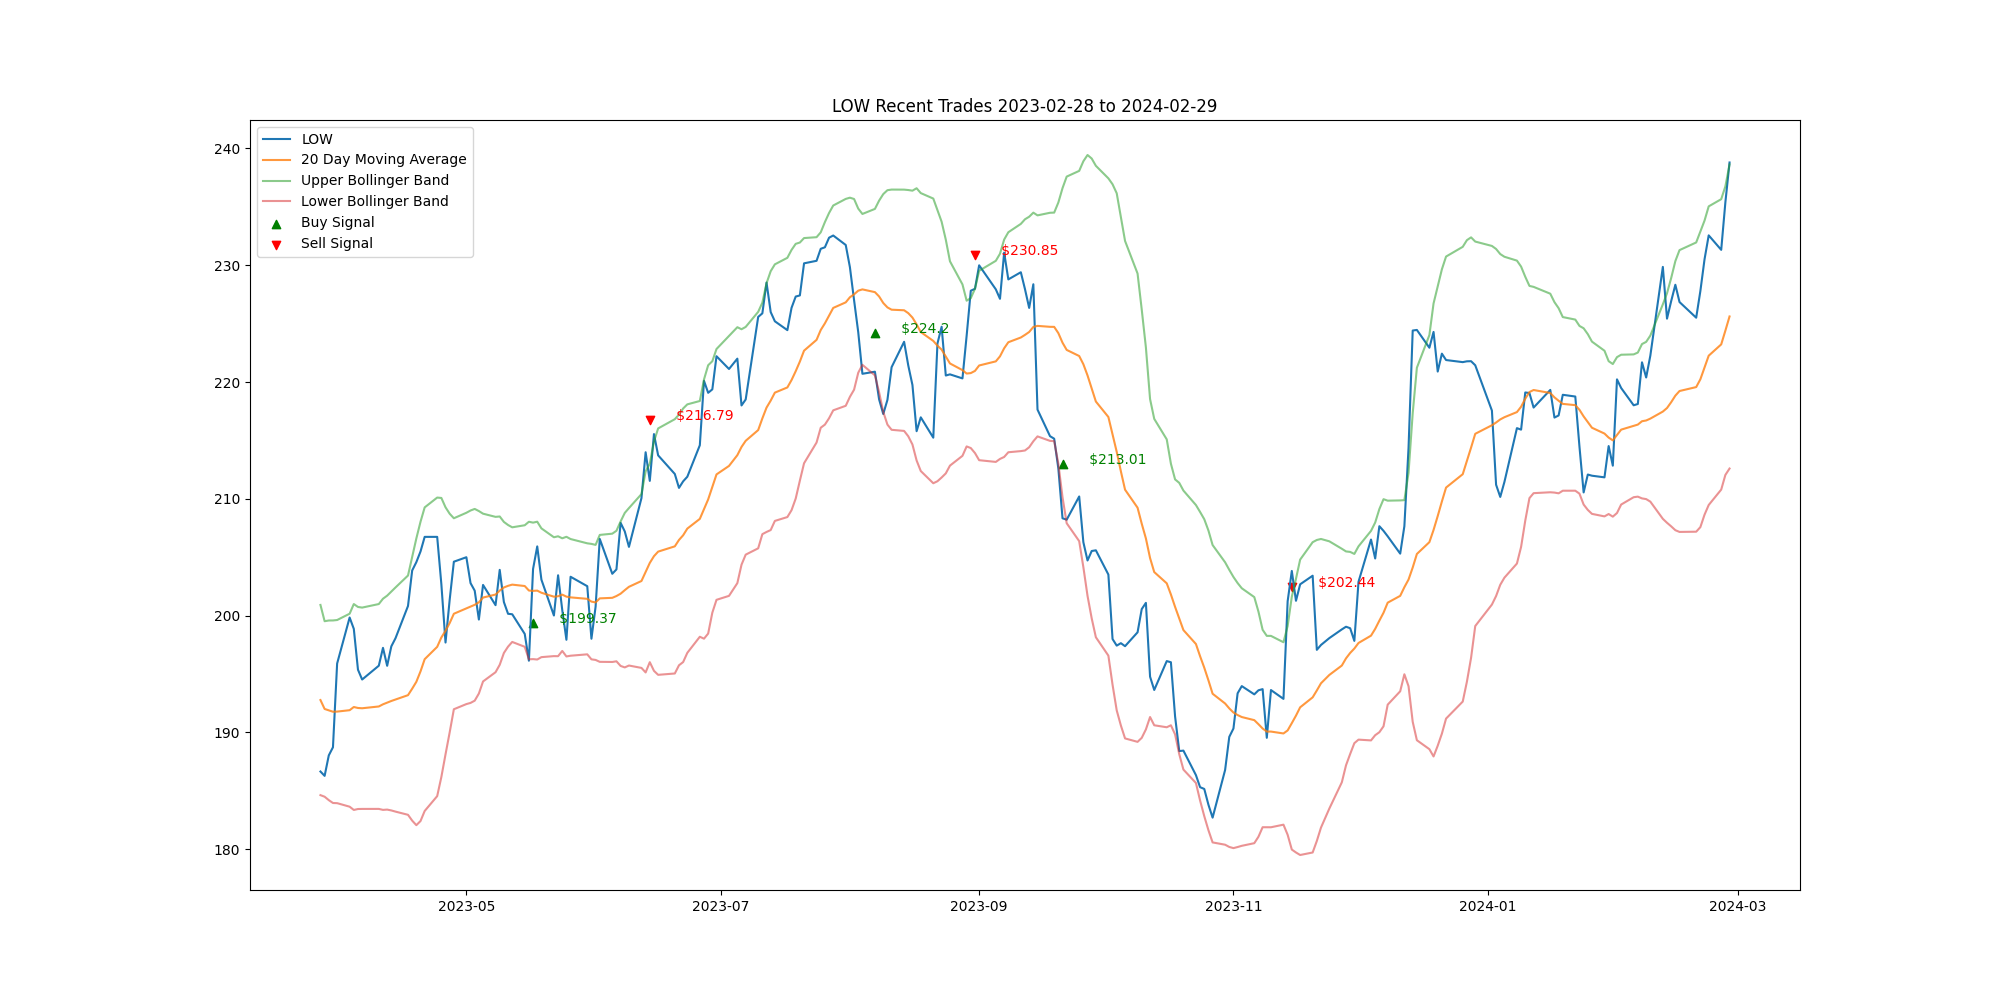 LOW Recent Trades 2023-02-28 to 2024-02-29
LOW
20 Day Moving Average
Upper Bollinger Band
Lower Bollinger Band
Buy Signal
Sell Signal
240
230
220
210
200
190
180
$230.85
$224.2
$216.79
$213.01
$202.44
$199.37
2023-05
2023-07
2023-09
2023-11
2024-01
2024-03